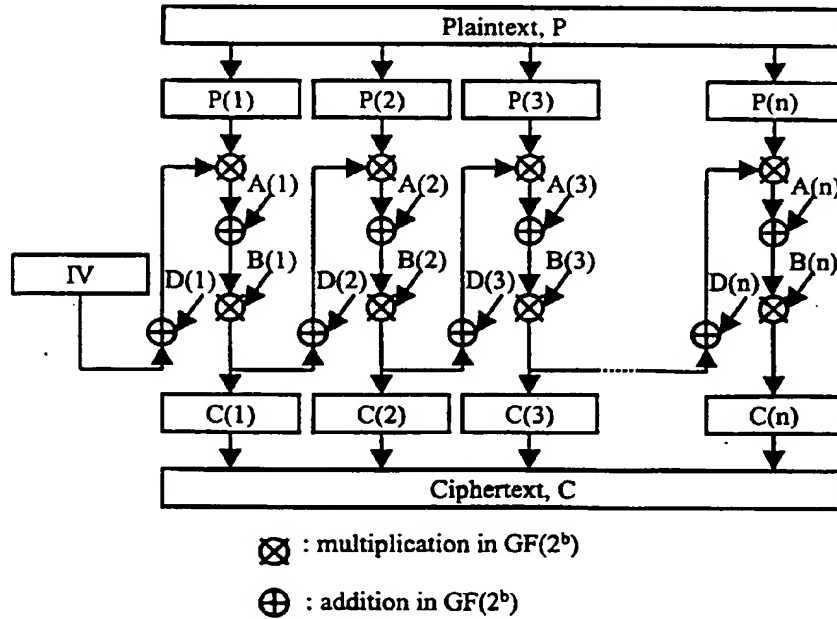 Plaintext, P
P(1) P(2) P(3) P(n)
A(1) A(2) A(3) A(n)
IV D(1) B(1) D(2) B(2) D(3) B(3) D(n) B(n)
C(1) C(2) C(3) C(n)
Ciphertext, C
⊗ : multiplication in GF(2ᵇ)
⊕ : addition in GF(2ᵇ)